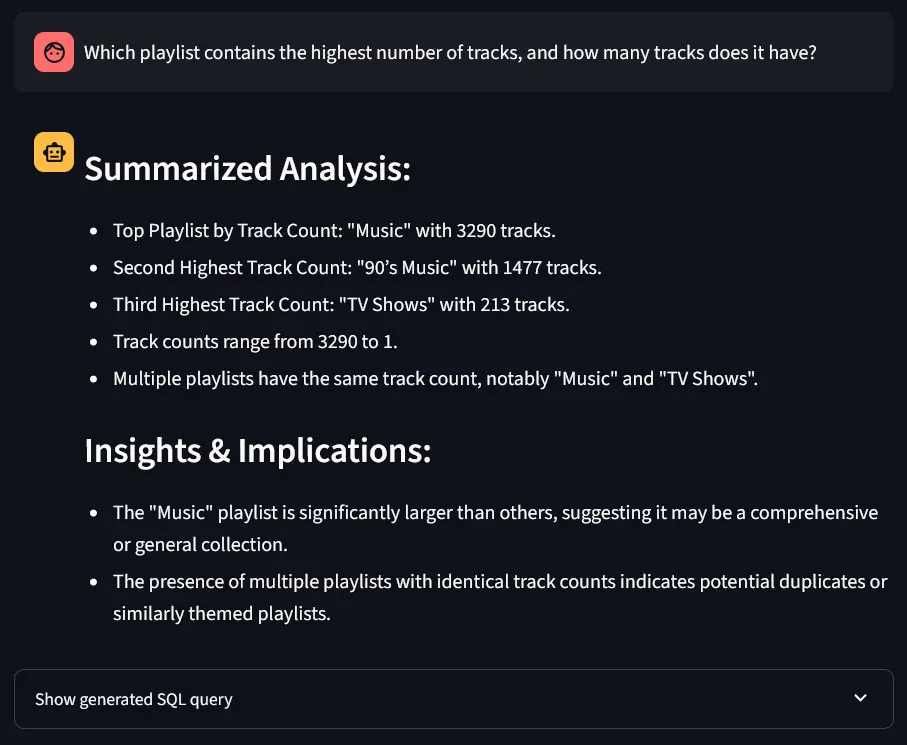 Which playlist contains the highest number of tracks, and how many tracks does it have?
Summarized Analysis:
Top Playlist by Track Count: "Music" with 3290 tracks.
Second Highest Track Count: "90’s Music" with 1477 tracks.
Third Highest Track Count: "TV Shows" with 213 tracks.
Track counts range from 3290 to 1.
Multiple playlists have the same track count, notably "Music" and "TV Shows".
Insights & Implications:
The "Music" playlist is significantly larger than others, suggesting it may be a comprehensive
or general collection.
The presence of multiple playlists with identical track counts indicates potential duplicates or
similarly themed playlists.
Show generated SQL query